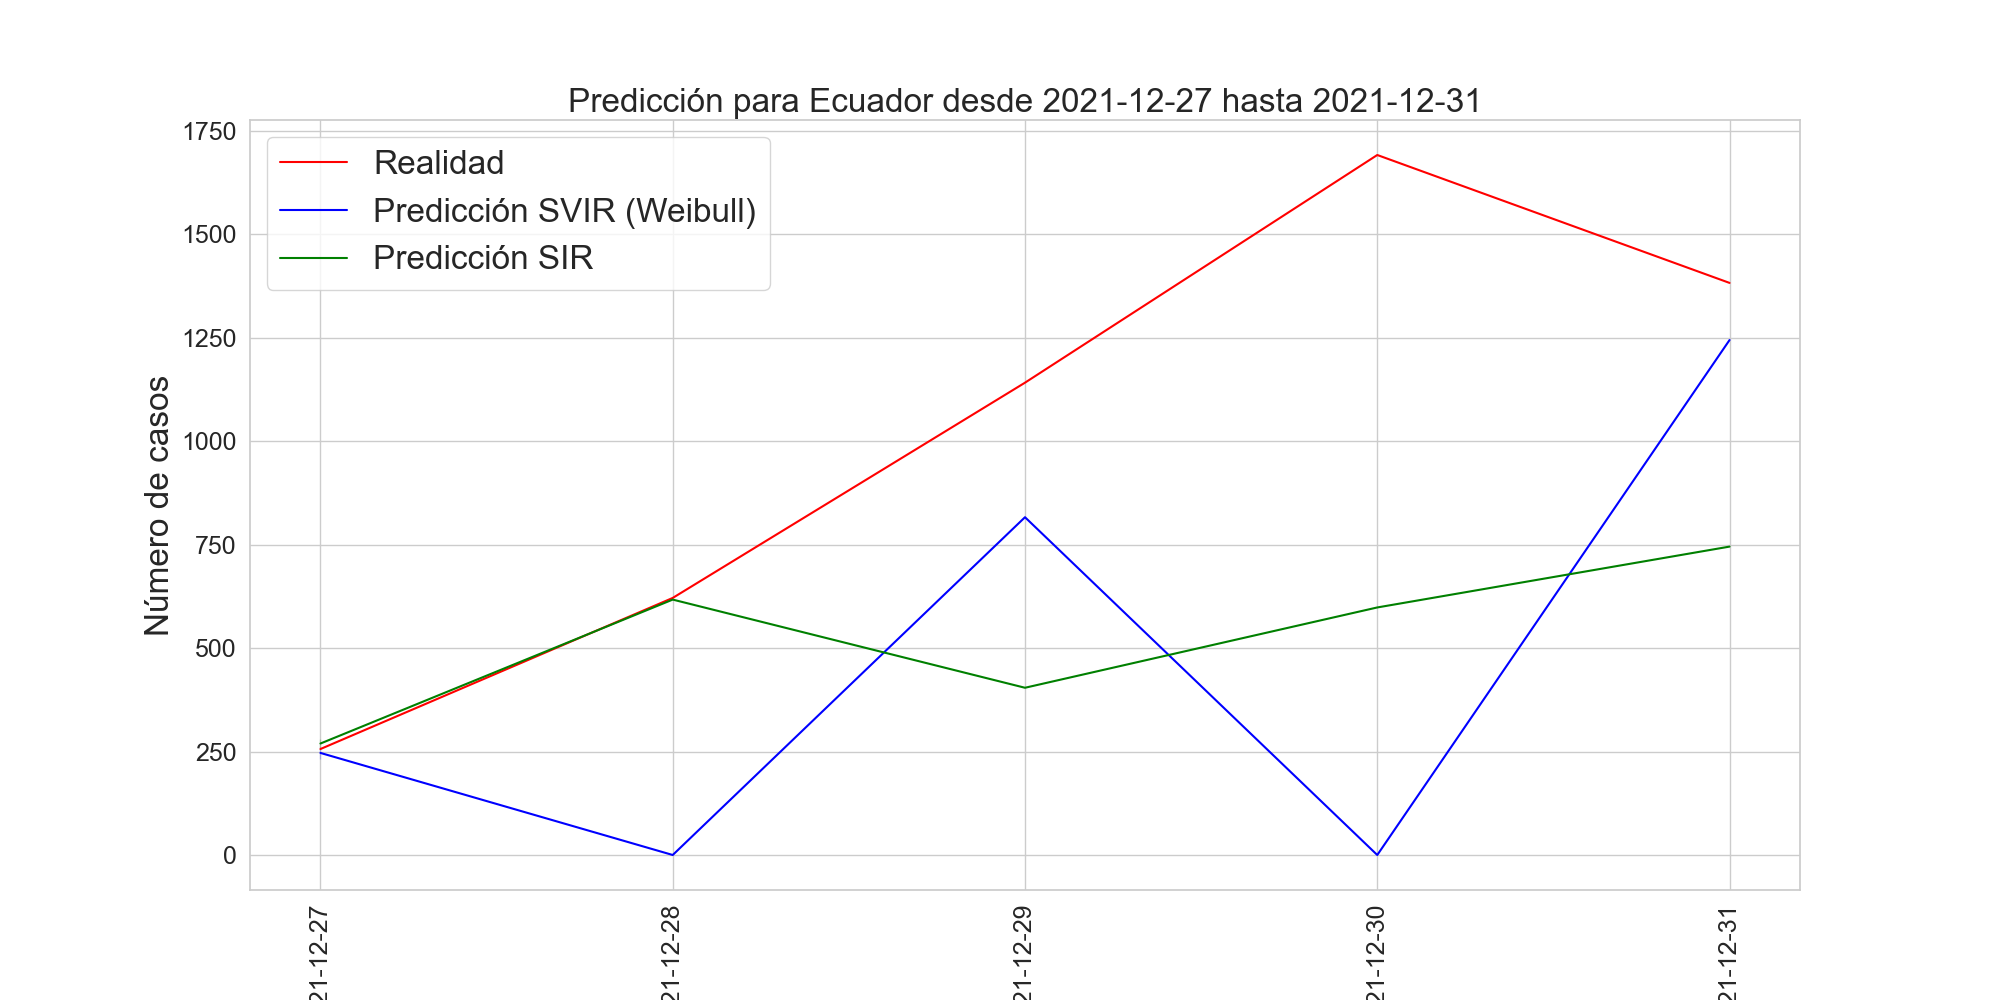 Predicción para Ecuador desde 2021-12-27 hasta 2021-12-31
Realidad
Predicción SVIR (Weibull)
Predicción SIR
Número de casos
1750
1500
1250
1000
750
500
250
0
21-12-27
21-12-28
21-12-29
21-12-30
21-12-31